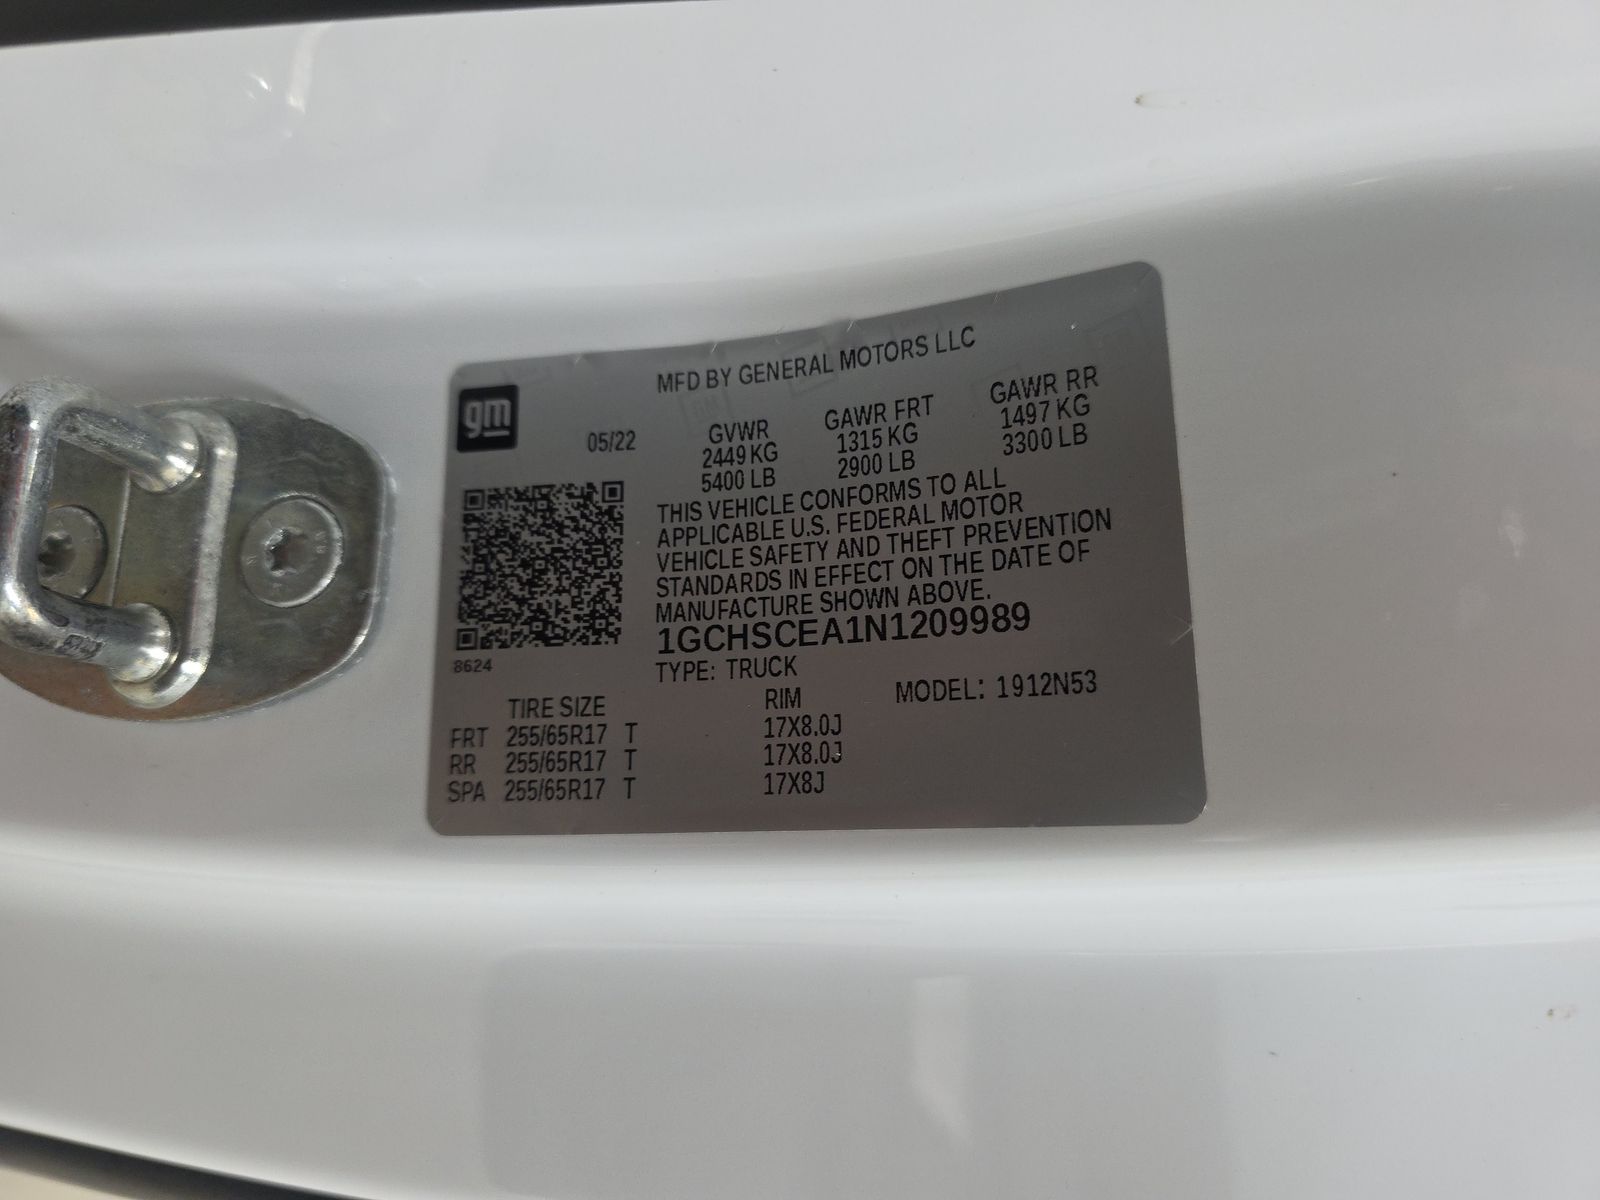 MFD BY GENERAL MOTORS LLC
gm
05/22
GVWR
2449 KG
5400 LB
GAWR FRT
1315 KG
2900 LB
GAWR RR
1497 KG
3300 LB
THIS VEHICLE CONFORMS TO ALL
APPLICABLE U.S. FEDERAL MOTOR
VEHICLE SAFETY AND THEFT PREVENTION
STANDARDS IN EFFECT ON THE DATE OF
MANUFACTURE SHOWN ABOVE.
1GCHSCEA1N1209989
8624
TYPE: TRUCK
MODEL: 1912N53
TIRE SIZE RIM
FRT 255/65R17 T 17X8.0J
RR 255/65R17 T 17X8.0J
SPA 255/65R17 T 17X8J